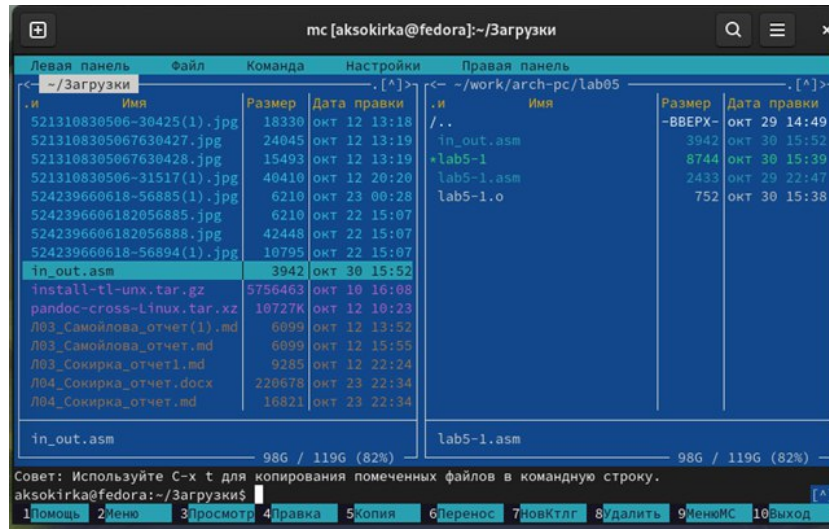 mc [aksokirka@fedora]:~/Загрузки
Левая панель Файл Команда Настройки Правая панель
<- ~/Загрузки .[^]> <- ~/work/arch-pc/lab05 .[^]>
.и Имя Размер Дата правки .и Имя Размер Дата правки
521310830506-30425(1).jpg 18330 окт 12 13:18 /.. -ВВЕРХ- окт 29 14:49
5213108305067630427.jpg 24045 окт 12 13:19 in_out.asm 3942 окт 30 15:52
5213108305067630428.jpg 15493 окт 12 13:19 *lab5-1 8744 окт 30 15:39
521310830506-31517(1).jpg 40410 окт 12 20:20 lab5-1.asm 2433 окт 29 22:47
524239660618-56885(1).jpg 6210 окт 23 00:28 lab5-1.o 752 окт 30 15:38
5242396606182056885.jpg 6210 окт 22 15:07
5242396606182056888.jpg 42448 окт 22 15:07
524239660618-56894(1).jpg 10795 окт 22 15:07
in_out.asm 3942 окт 30 15:52
install-tl-unx.tar.gz 5756463 окт 10 16:08
pandoc-cross-Linux.tar.xz 10727K окт 12 10:23
Л03_Самойлова_отчет(1).md 6099 окт 12 13:52
Л03_Самойлова_отчет.md 6099 окт 12 15:55
Л03_Сокирка_отчет1.md 9285 окт 12 22:24
Л04_Сокирка_отчет.docx 220678 окт 23 22:34
Л04_Сокирка_отчет.md 16821 окт 23 22:34
in_out.asm lab5-1.asm
98G / 119G (82%) 98G / 119G (82%)
Совет: Используйте C-x t для копирования помеченных файлов в командную строку.
aksokirka@fedora:~/Загрузки$ [^
1Помощь 2Меню 3Просмотр 4Правка 5Копия 6Перенос 7НовКтлг 8Удалить 9МенюMC 10Выход